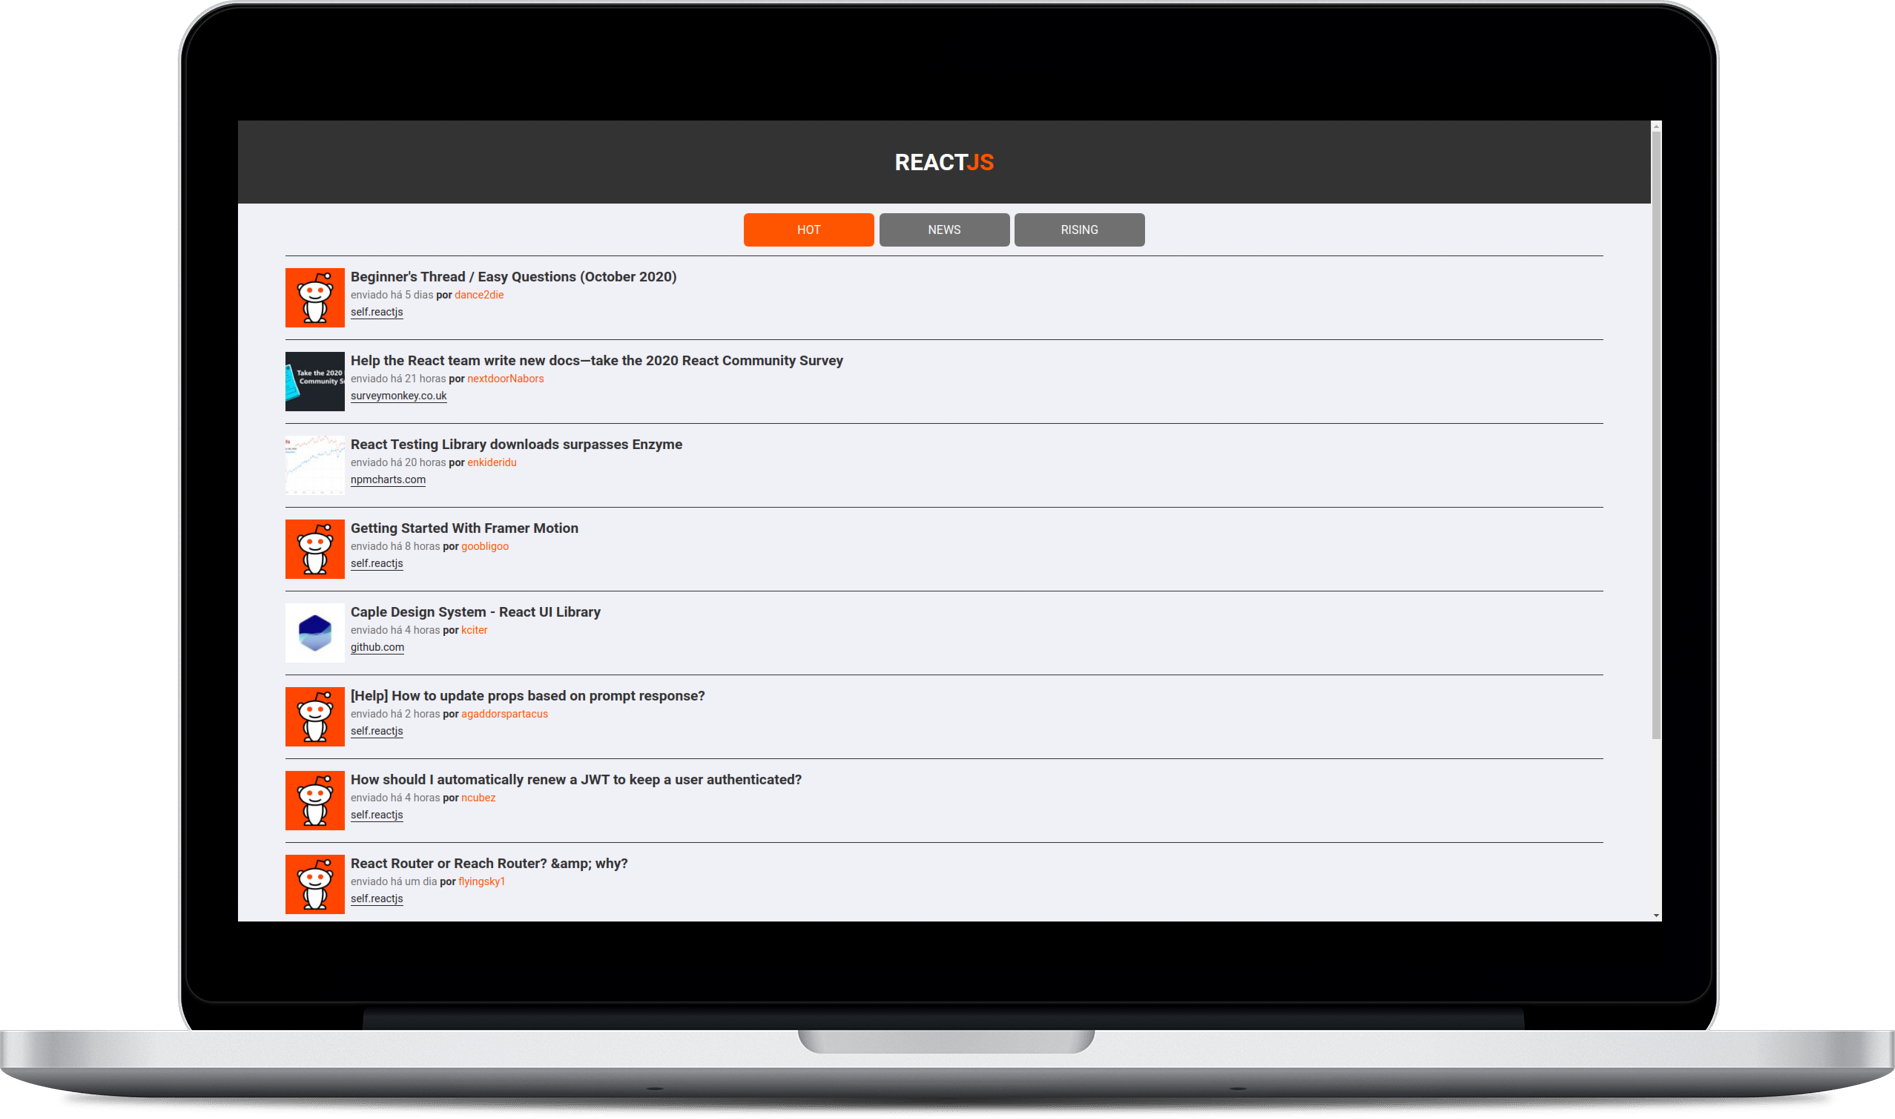 REACTJS
HOT NEWS RISING
Beginner's Thread / Easy Questions (October 2020)
enviado há 5 dias por dance2die
self.reactjs
Take the 2020
Community S
Help the React team write new docs—take the 2020 React Community Survey
enviado há 21 horas por nextdoorNabors
surveymonkey.co.uk
React Testing Library downloads surpasses Enzyme
enviado há 20 horas por enkideridu
npmcharts.com
Getting Started With Framer Motion
enviado há 8 horas por goobligoo
self.reactjs
Caple Design System - React UI Library
enviado há 4 horas por kciter
github.com
[Help] How to update props based on prompt response?
enviado há 2 horas por agaddorspartacus
self.reactjs
How should I automatically renew a JWT to keep a user authenticated?
enviado há 4 horas por ncubez
self.reactjs
React Router or Reach Router? &amp; why?
enviado há um dia por flyingsky1
self.reactjs